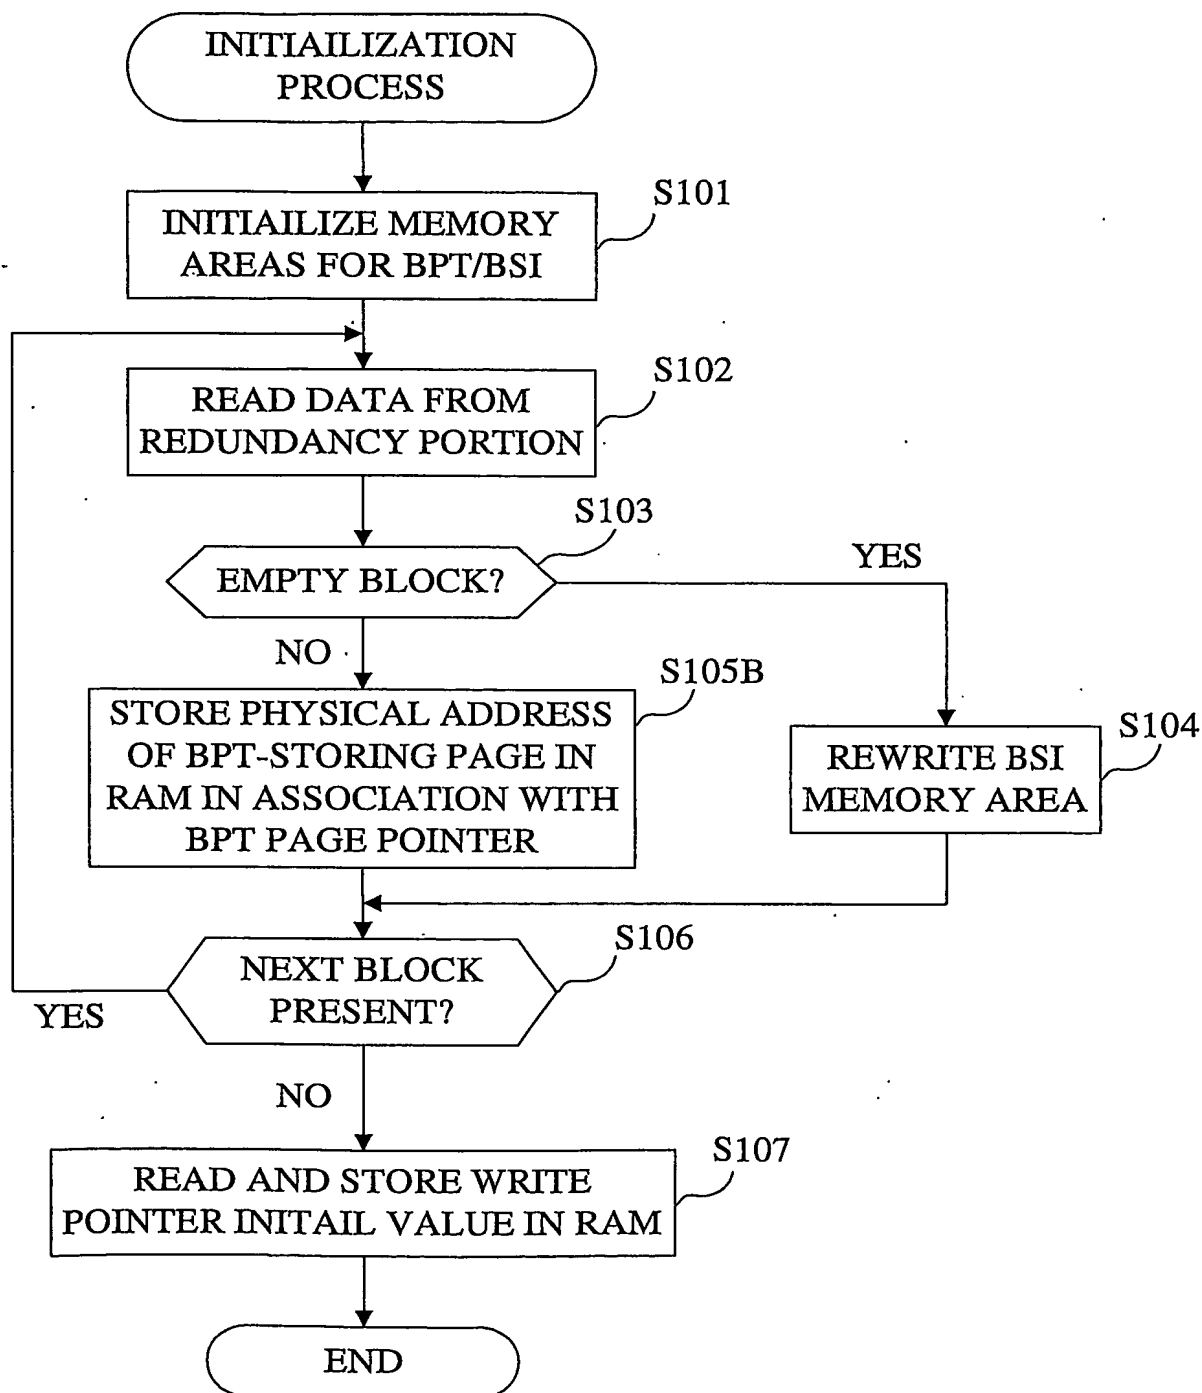 INITIAILIZATION
PROCESS
S101
INITIAILIZE MEMORY
AREAS FOR BPT/BSI
S102
READ DATA FROM
REDUNDANCY PORTION
S103
EMPTY BLOCK?
YES
NO
S105B
STORE PHYSICAL ADDRESS
OF BPT-STORING PAGE IN
RAM IN ASSOCIATION WITH
BPT PAGE POINTER
S104
REWRITE BSI
MEMORY AREA
S106
NEXT BLOCK
PRESENT?
YES
NO
S107
READ AND STORE WRITE
POINTER INITAIL VALUE IN RAM
END